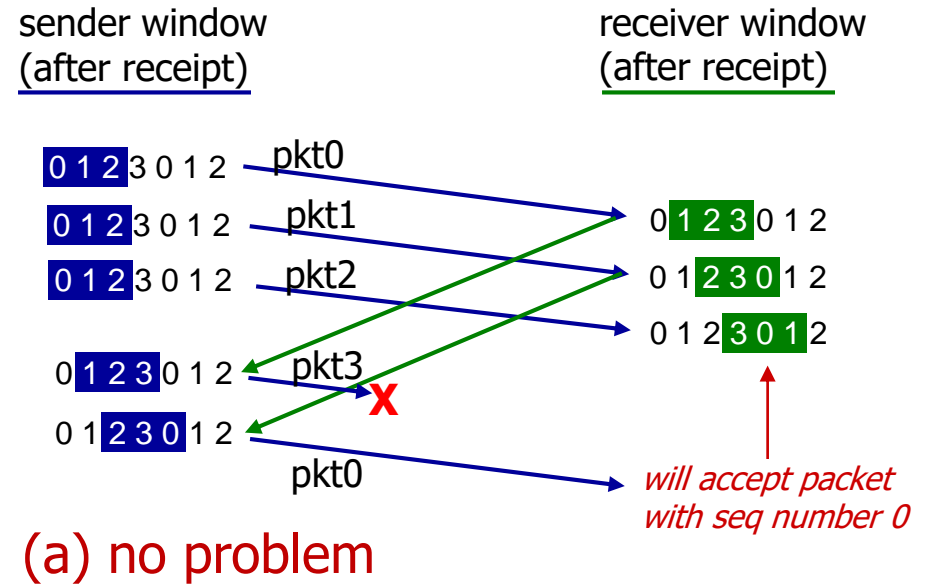 sender window
(after receipt)
receiver window
(after receipt)
0 1 2 3 0 1 2
pkt0
0 1 2 3 0 1 2
pkt1
0 1 2 3 0 1 2
0 1 2 3 0 1 2
pkt2
0 1 2 3 0 1 2
0 1 2 3 0 1 2
0 1 2 3 0 1 2
pkt3
X
0 1 2 3 0 1 2
pkt0
will accept packet
with seq number 0
(a) no problem